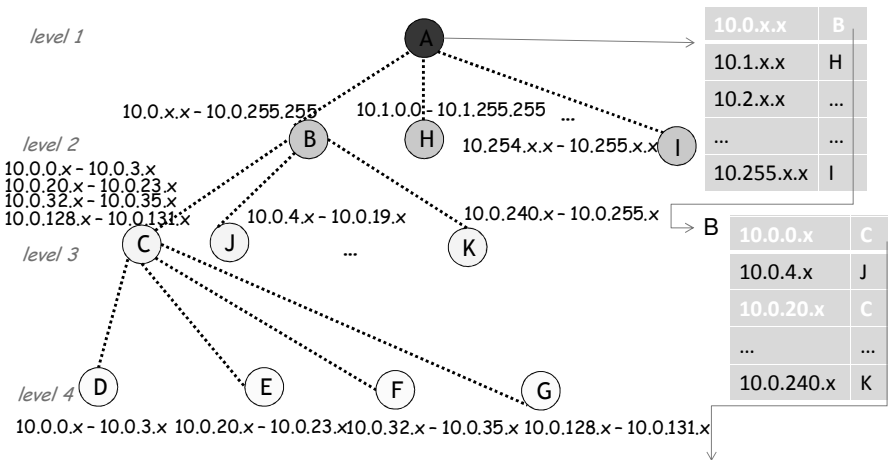 level 1
A
10.0.x.x B
10.1.x.x H
10.2.x.x ...
... ...
10.255.x.x I
10.0.x.x – 10.0.255.255
10.1.0.0 – 10.1.255.255
...
level 2
B
H
10.254.x.x – 10.255.x.x
I
10.0.0.x – 10.0.3.x
10.0.20.x – 10.0.23.x
10.0.32.x – 10.0.35.x
10.0.128.x – 10.0.131.x
10.0.4.x – 10.0.19.x
10.0.240.x – 10.0.255.x
B
10.0.0.x C
10.0.4.x J
10.0.20.x C
... ...
10.0.240.x K
level 3
C
J
...
K
level 4
D
E
F
G
10.0.0.x – 10.0.3.x
10.0.20.x – 10.0.23.x
10.0.32.x – 10.0.35.x
10.0.128.x – 10.0.131.x